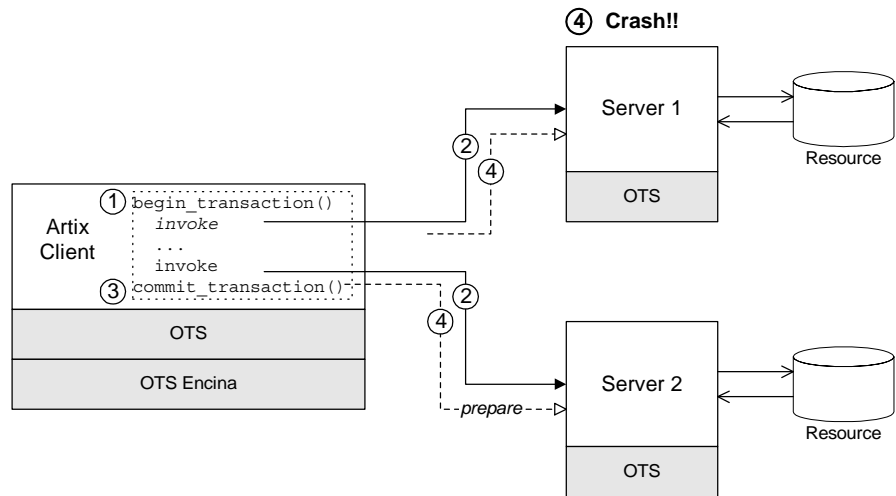 ④ Crash!!
Server 1
OTS
Resource
②
④
① begin_transaction()
invoke
...
invoke
③ commit_transaction()
Artix
Client
OTS
OTS Encina
②
④
prepare
Server 2
OTS
Resource